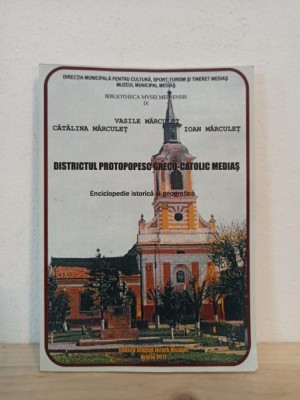 DIRECȚIA MUNICIPALĂ PENTRU CULTURĂ, SPORT, TURISM ȘI TINERET MEDIAȘ
MUZEUL MUNICIPAL MEDIAȘ
BIBLIOTHECA MVSEI MEDIENSIS
IX
VASILE MĂRCULEȚ
CĂTĂLINA MĂRCULEȚ IOAN MĂRCULEȚ
DISTRICTUL PROTOPOPESC GRECO-CATOLIC MEDIAȘ
Enciclopedie istorică și geografică
2011